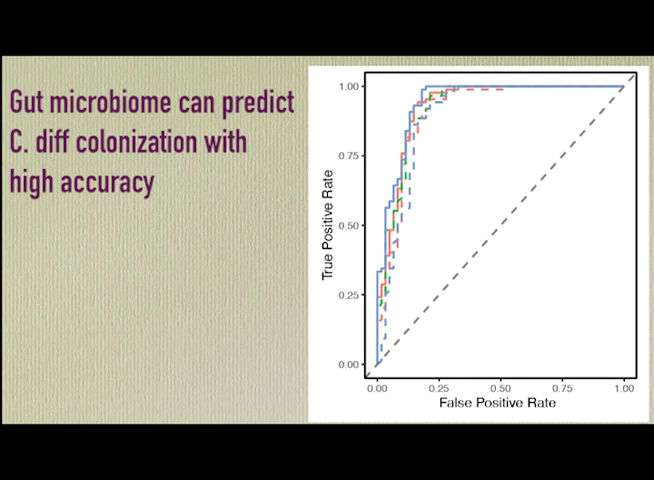 Gut microbiome can predict
C. diff colonization with
high accuracy
1.00
0.75
0.50
0.25
0.00
True Positive Rate
0.00 0.25 0.50 0.75 1.00
False Positive Rate